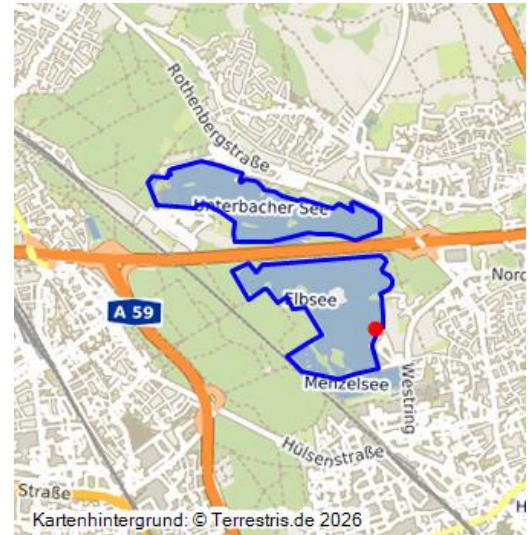 Rothenbergstraße
Unterbacher See
Nord
Elbsee
A 59
Menzelsee
Westring
Hülsenstraße
Straße
H
Kartenhintergrund: © Terrestris.de 2026